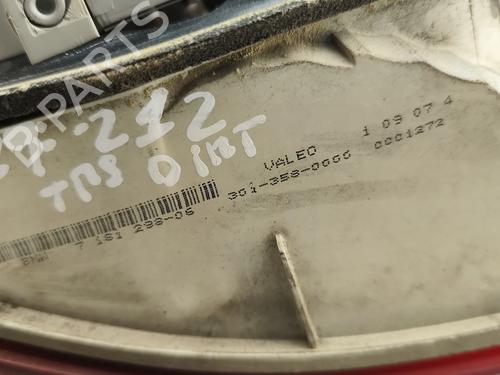 B-PARTS
212
TRS D INT
VALEO
1 09 07 4
301-358-0000
0001272
BMW 7 181 298-06